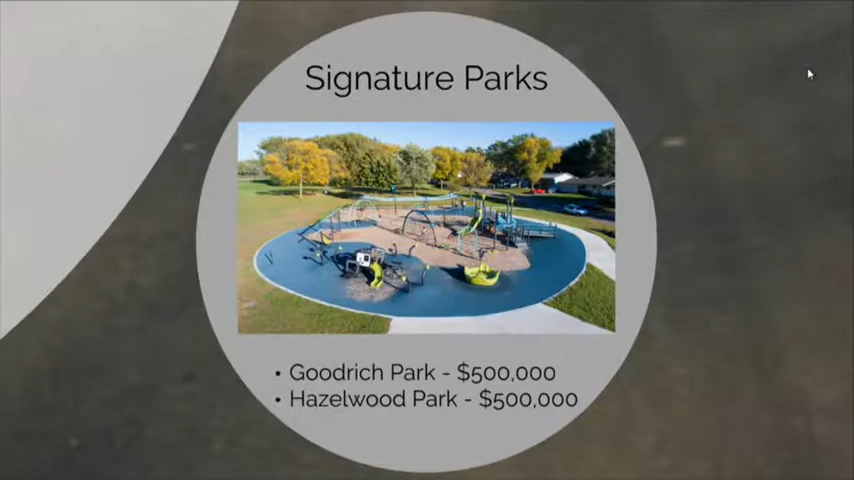 Signature Parks
• Goodrich Park - $500,000
• Hazelwood Park - $500,000